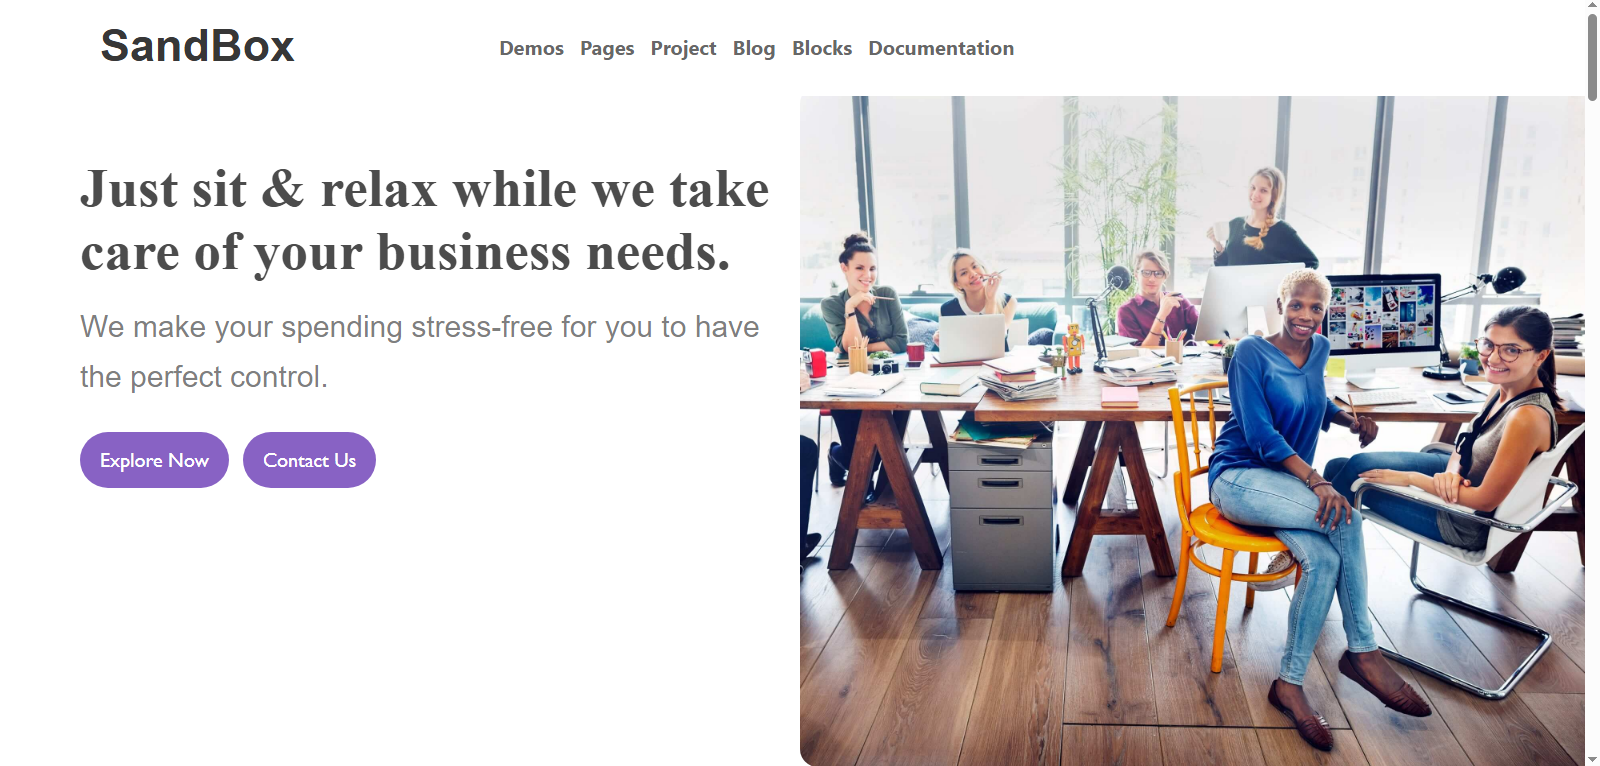 SandBox
Demos Pages Project Blog Blocks Documentation
Just sit & relax while we take
care of your business needs.
We make your spending stress-free for you to have
the perfect control.
Explore Now Contact Us